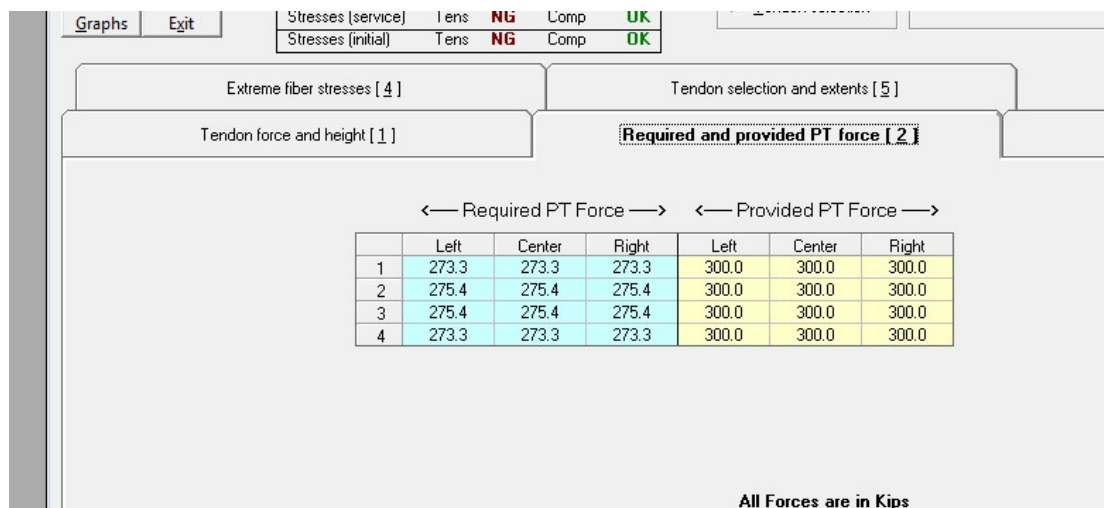 Graphs Exit
Stresses (service) Tens NG Comp OK
Stresses (initial) Tens NG Comp OK
Extreme fiber stresses [ 4 ] Tendon selection and extents [ 5 ]
Tendon force and height [ 1 ] Required and provided PT force [ 2 ]
<— Required PT Force —> <— Provided PT Force —>
Left Center Right Left Center Right
1 273.3 273.3 273.3 300.0 300.0 300.0
2 275.4 275.4 275.4 300.0 300.0 300.0
3 275.4 275.4 275.4 300.0 300.0 300.0
4 273.3 273.3 273.3 300.0 300.0 300.0
All Forces are in Kips